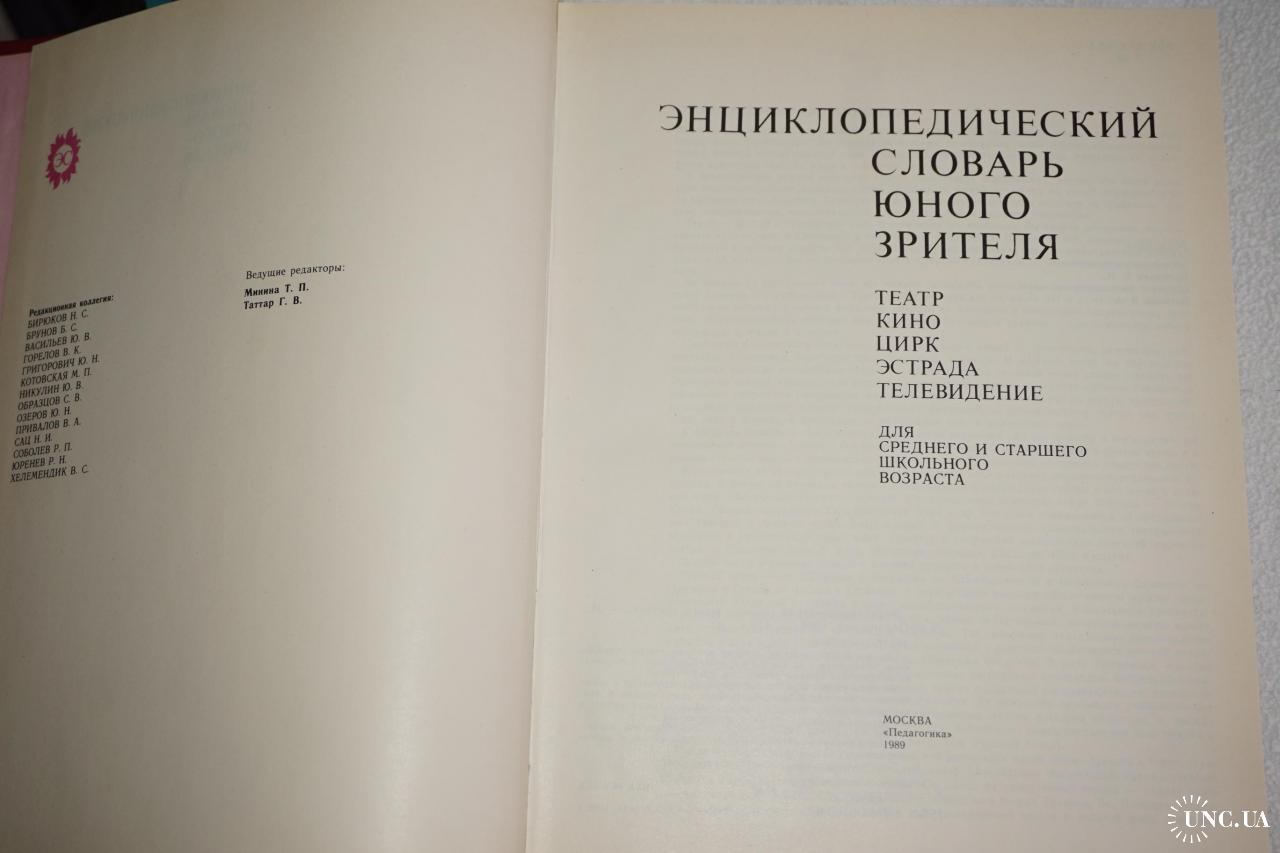 ЭС
Редакционная коллегия:
БИРЮКОВ Н. С.
БРУНОВ Б. С.
ВАСИЛЬЕВ Ю. В.
ГОРЕЛОВ В. К.
ГРИГОРОВИЧ Ю. Н.
КОТОВСКАЯ М. П.
НИКУЛИН Ю. В.
ОБРАЗЦОВ С. В.
ОЗЕРОВ Ю. Н.
ПРИВАЛОВ В. А.
САЦ Н. И.
СОБОЛЕВ Р. П.
ЮРЕНЕВ Р. Н.
ХЕЛЕМЕНДИК В. С.
Ведущие редакторы:
Минина Т. П.
Таттар Г. В.
ЭНЦИКЛОПЕДИЧЕСКИЙ
СЛОВАРЬ
ЮНОГО
ЗРИТЕЛЯ
ТЕАТР
КИНО
ЦИРК
ЭСТРАДА
ТЕЛЕВИДЕНИЕ
ДЛЯ
СРЕДНЕГО И СТАРШЕГО
ШКОЛЬНОГО
ВОЗРАСТА
МОСКВА
«Педагогика»
1989
UNC.UA